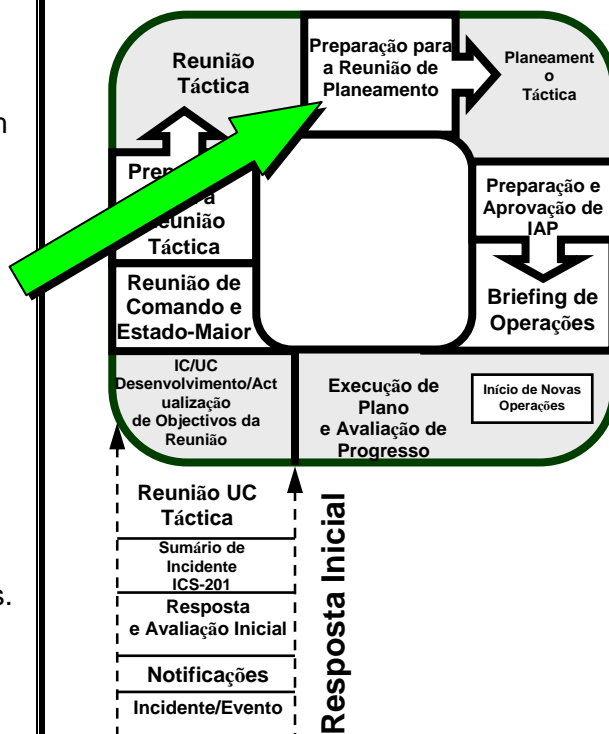 Reunião
Táctica
Preparação para
a Reunião de
Planeamento
Planeament
o
Táctica
a
Táctica
Preparação e
Aprovação de
IAP
Reunião de
Comando e
Estado-Maior
Briefing de
Operações
IC/UC
Desenvolvimento/Act
ualização
de Objectivos da
Reunião
Execução de
Plano
e Avaliação de
Progresso
Início de Novas
Operações
Reunião UC
Táctica
Sumário de
Incidente
ICS-201
Resposta
e Avaliação Inicial
Notificações
Incidente/Evento
Resposta Inicial